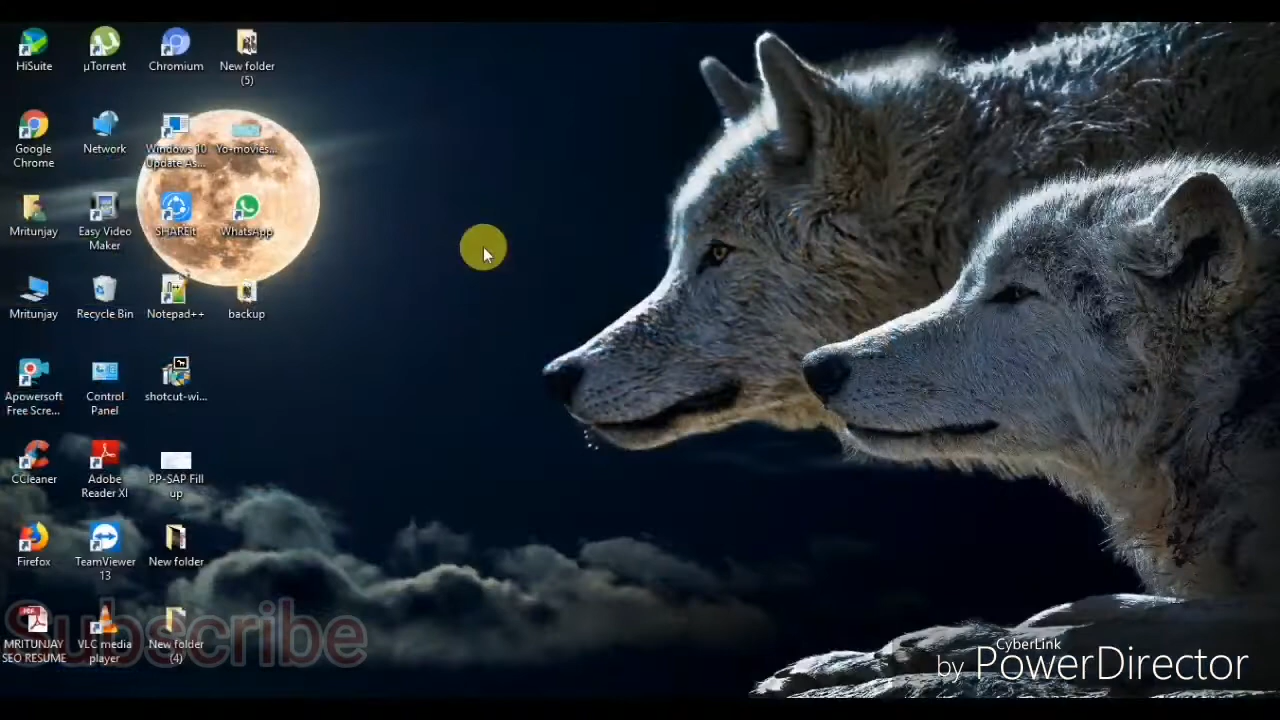 HiSuite
µTorrent
Chromium
New folder
(5)
Google
Chrome
Network
Windows 10
Update As...
Yo-movies...
Mritunjay
Easy Video
Maker
SHAREit
WhatsApp
Mritunjay
Recycle Bin
Notepad++
backup
Apowersoft
Free Scre...
Control
Panel
shotcut-wi...
CCleaner
Adobe
Reader XI
PP-SAP Fill
up
Firefox
TeamViewer
13
New folder
MRITUNJAY
SEO RESUME
VLC media
player
New folder
(4)
Subscribe
CyberLink
by PowerDirector